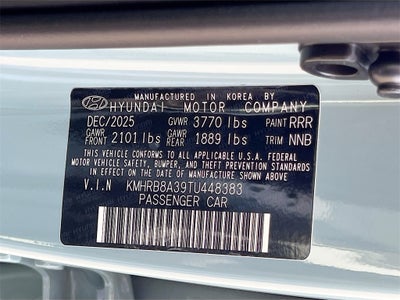 MANUFACTURED IN KOREA BY
HYUNDAI MOTOR COMPANY
DEC/2025 GVWR 3770 lbs PAINT RRR
GAWR FRONT 2101 lbs GAWR REAR 1889 lbs TRIM NNB
THIS VEHICLE CONFORMS TO ALL APPLICABLE U.S.A. FEDERAL
MOTOR VEHICLE SAFETY, BUMPER, AND THEFT
PREVENTION STANDARDS IN EFFECT ON THE DATE OF
MANUFACTURE SHOWN ABOVE.
V.I.N KMHRB8A39TU448383
PASSENGER CAR